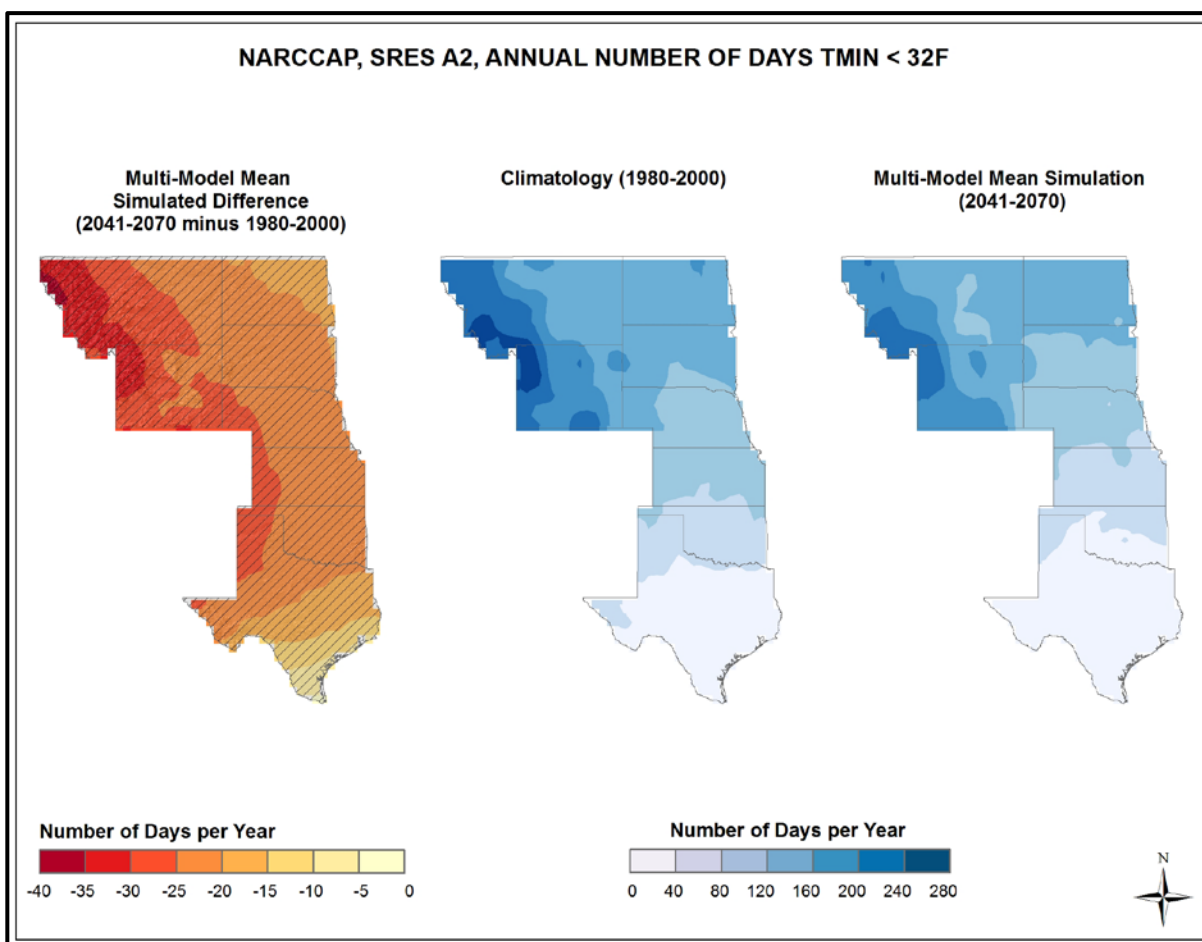 NARCCAP, SRES A2, ANNUAL NUMBER OF DAYS TMIN < 32F
Multi-Model Mean
Simulated Difference
(2041-2070 minus 1980-2000)
Climatology (1980-2000)
Multi-Model Mean Simulation
(2041-2070)
Number of Days per Year
-40 -35 -30 -25 -20 -15 -10 -5 0
Number of Days per Year
0 40 80 120 160 200 240 280
N